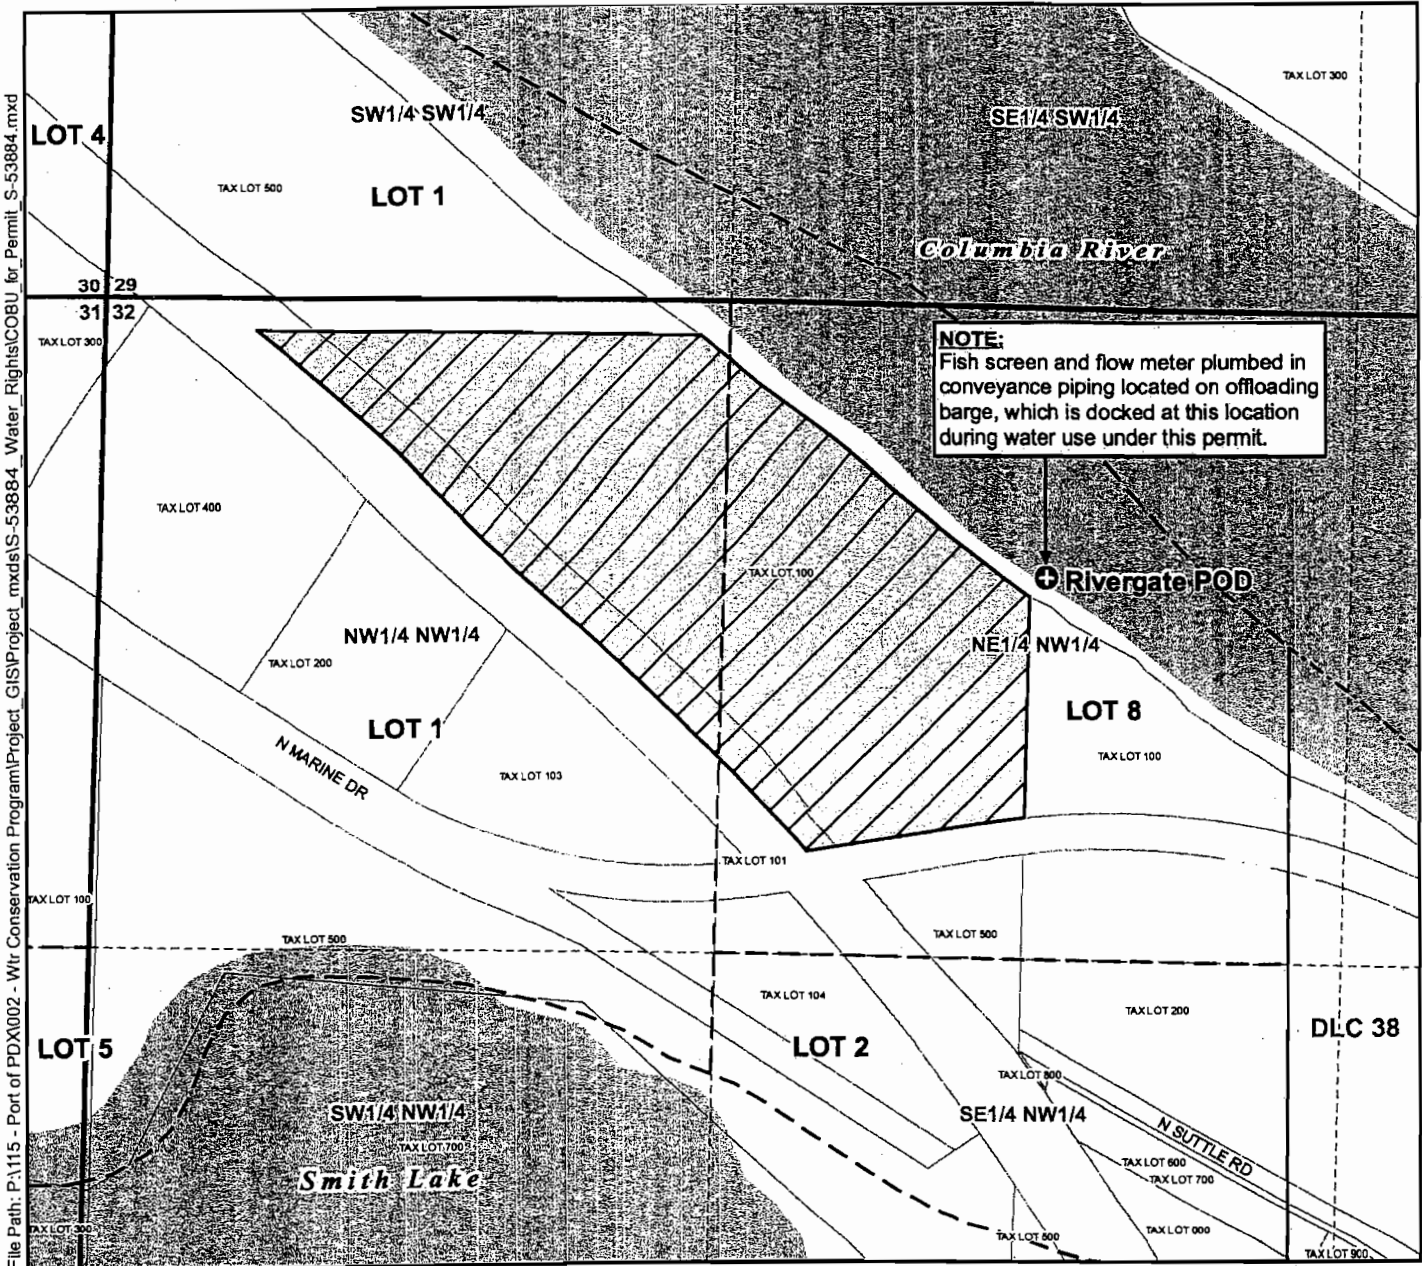 File Path: P:\115 - Port of PDX\002 - Wtr Conservation Program\Project_GIS\Project_mxds\S-53884_Water_Rights\COBU_for_Permit_S-53884.mxd
TAX LOT 300
SW1/4 SW1/4
SE1/4 SW1/4
LOT 4
TAX LOT 500
LOT 1
Columbia River
30 29
31 32
TAX LOT 300
NOTE:
Fish screen and flow meter plumbed in
conveyance piping located on offloading
barge, which is docked at this location
during water use under this permit.
TAX LOT 400
TAX LOT 100
Rivergate POD
NW1/4 NW1/4
NE1/4 NW1/4
TAX LOT 200
LOT 8
LOT 1
N MARINE DR
TAX LOT 103
TAX LOT 100
TAX LOT 101
TAX LOT 100
TAX LOT 500
TAX LOT 500
TAX LOT 104
TAX LOT 200
DLC 38
LOT 5
LOT 2
TAX LOT 800
SW1/4 NW1/4
SE1/4 NW1/4
TAX LOT 700
N SUTTLE RD
TAX LOT 600
TAX LOT 700
Smith Lake
TAX LOT 300
TAX LOT 500
TAX LOT 000
TAX LOT 900